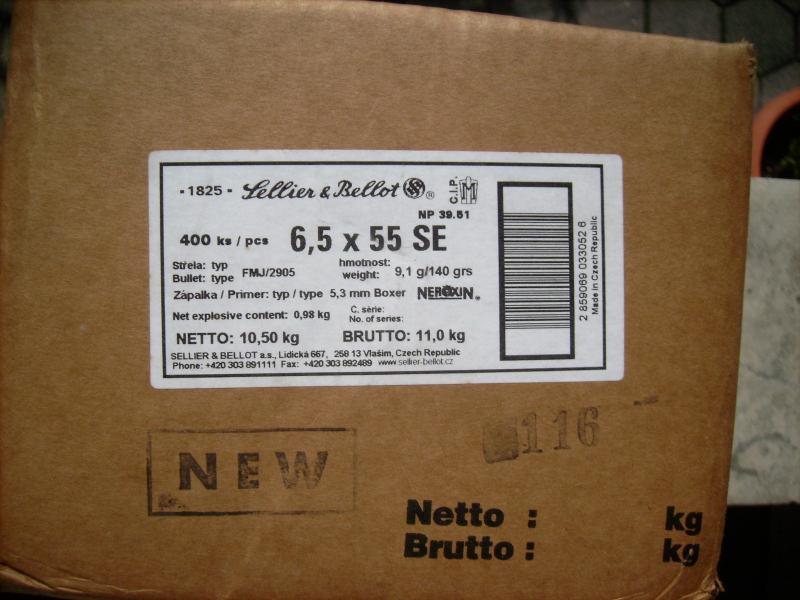 - 1825 - Sellier & Bellot ® C.I.P.
NP 39.51
400 ks / pcs 6,5 x 55 SE
Střela: typ
Bullet: type FMJ/2905
hmotnost:
weight: 9,1 g/140 grs
Zápalka / Primer: typ / type 5,3 mm Boxer NEROXIN®
Net explosive content: 0,98 kg
Č. série:
No. of series:
NETTO: 10,50 kg BRUTTO: 11,0 kg
SELLIER & BELLOT a.s., Lidická 667, 258 13 Vlašim, Czech Republic
Phone: +420 303 891111 Fax: +420 303 892489 www.sellier-bellot.cz
2 859069 033052 6
Made in Czech Republic
NEW
116
Netto : kg
Brutto : kg